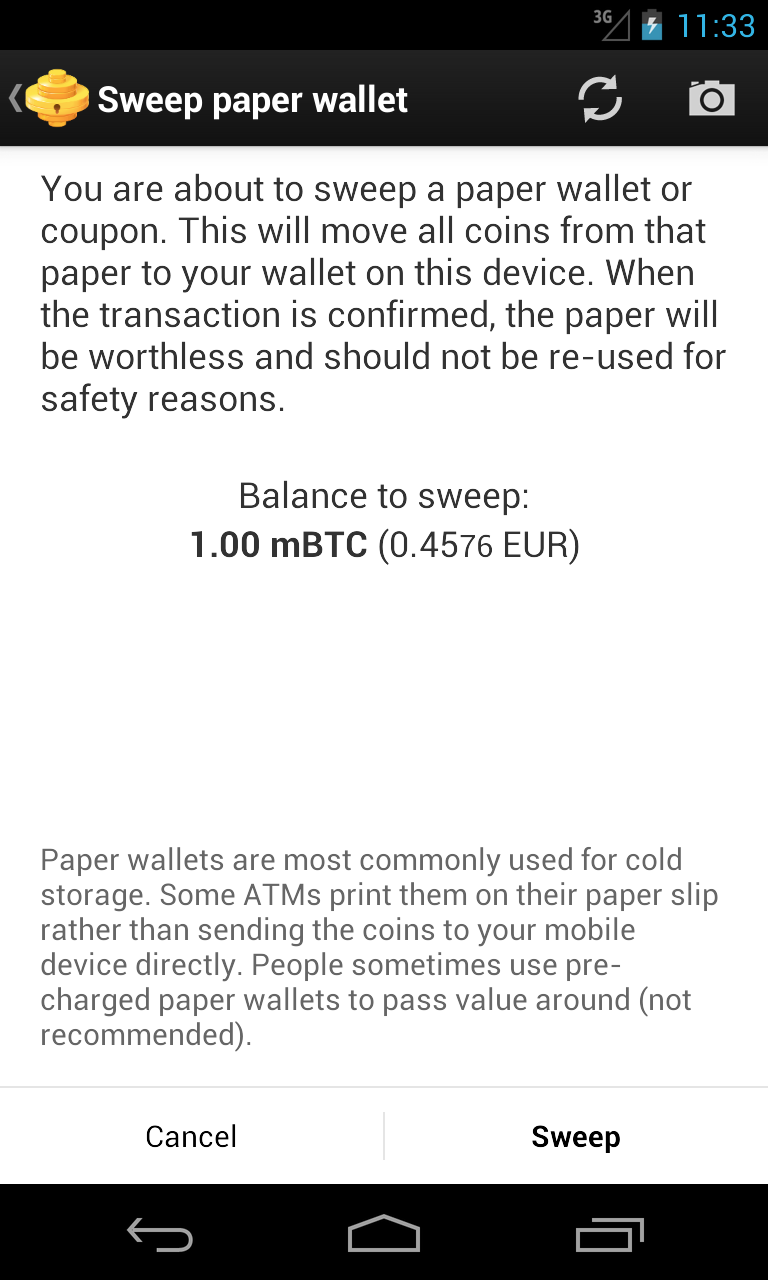 3G 11:33
Sweep paper wallet
You are about to sweep a paper wallet or
coupon. This will move all coins from that
paper to your wallet on this device. When
the transaction is confirmed, the paper will
be worthless and should not be re-used for
safety reasons.
Balance to sweep:
1.00 mBTC (0.4576 EUR)
Paper wallets are most commonly used for cold
storage. Some ATMs print them on their paper slip
rather than sending the coins to your mobile
device directly. People sometimes use pre-
charged paper wallets to pass value around (not
recommended).
Cancel Sweep